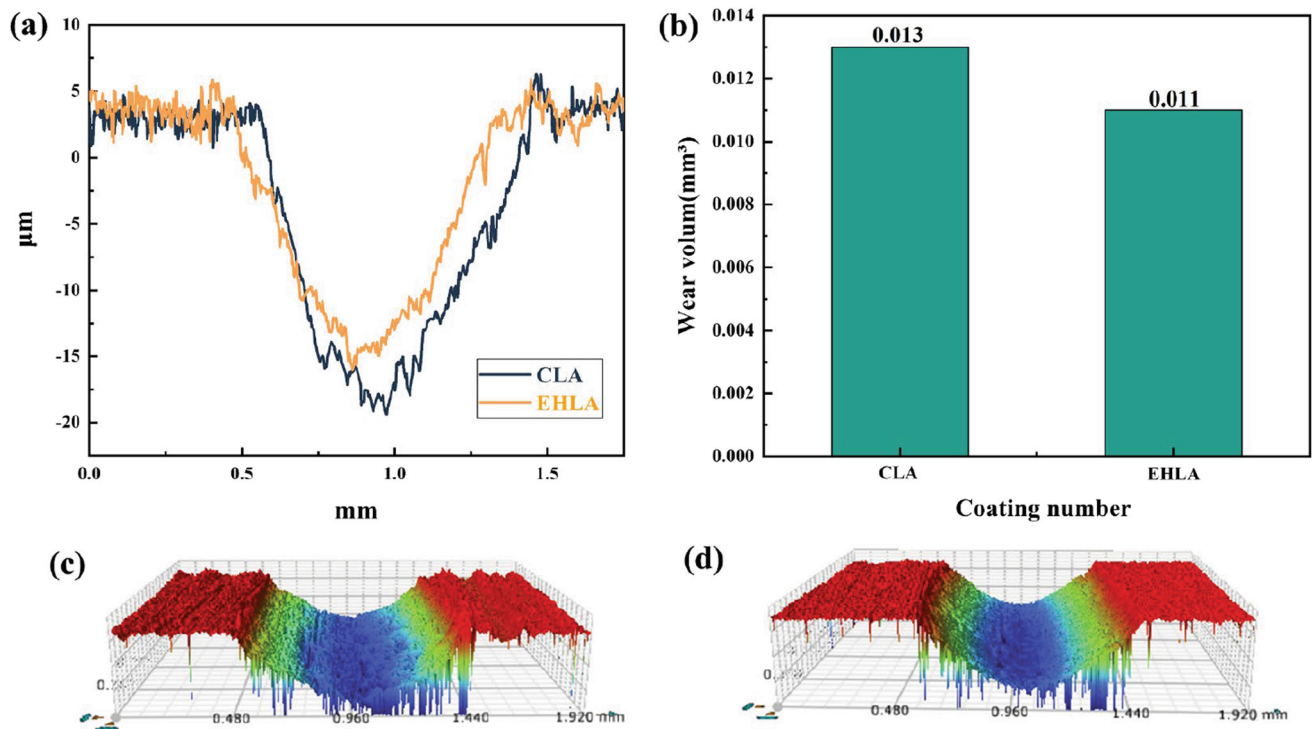 (a)
10
5
0
-5
-10
-15
-20
μm
0.0 0.5 1.0 1.5
mm
CLA
EHLA
(b)
0.014
0.012
0.010
0.008
0.006
0.004
0.002
0.000
Wear volum(mm³)
0.013
0.011
CLA EHLA
Coating number
(c)
0.480 0.960 1.440 1.920 mm
(d)
0.480 0.960 1.440 1.920 mm